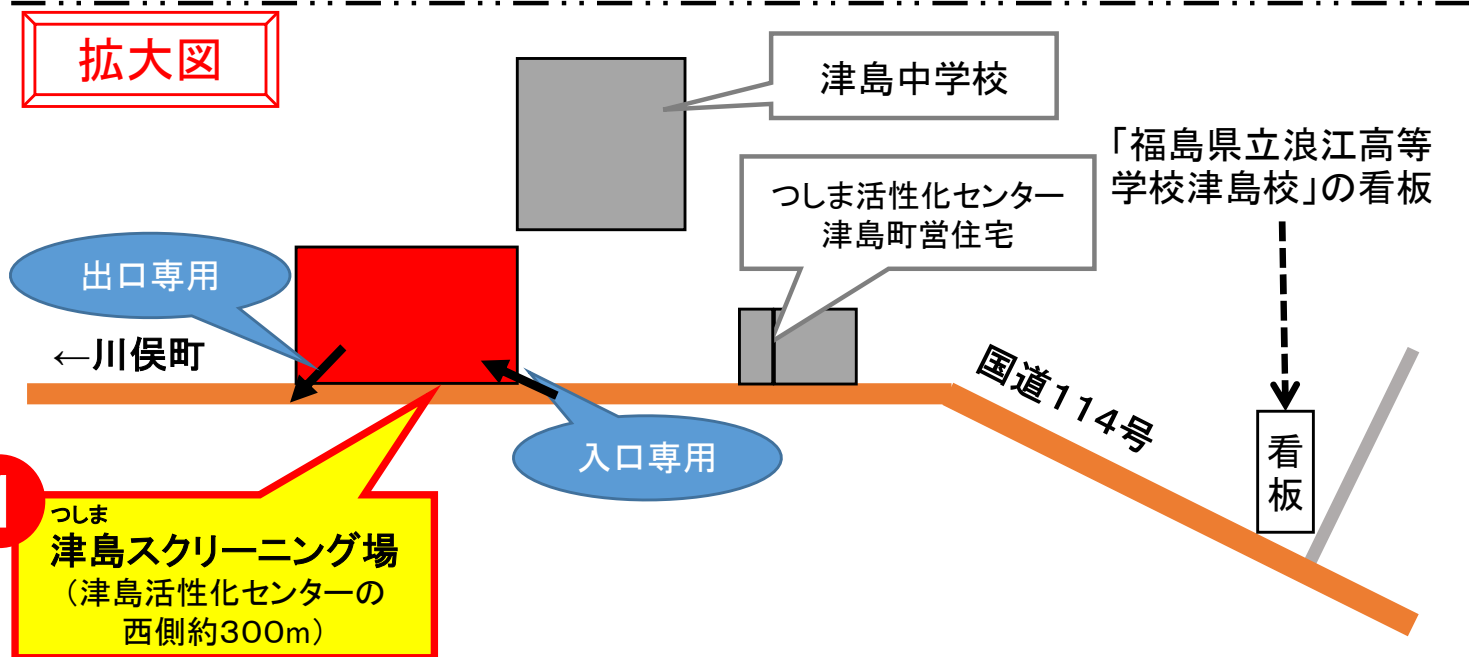 拡大図
津島中学校
「福島県立浪江高等
学校津島校」の看板
つしま活性化センター
津島町営住宅
出口専用
←川俣町
国道114号
看
板
入口専用
1
つしま
津島スクリーニング場
（津島活性化センターの
西側約300m）